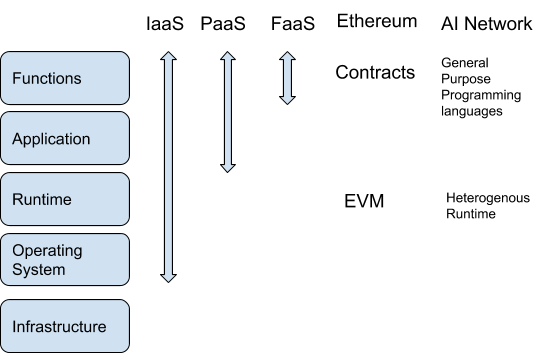 IaaS PaaS FaaS Ethereum AI Network
Functions
Contracts
General
Purpose
Programming
languages
Application
Runtime
EVM
Heterogenous
Runtime
Operating
System
Infrastructure